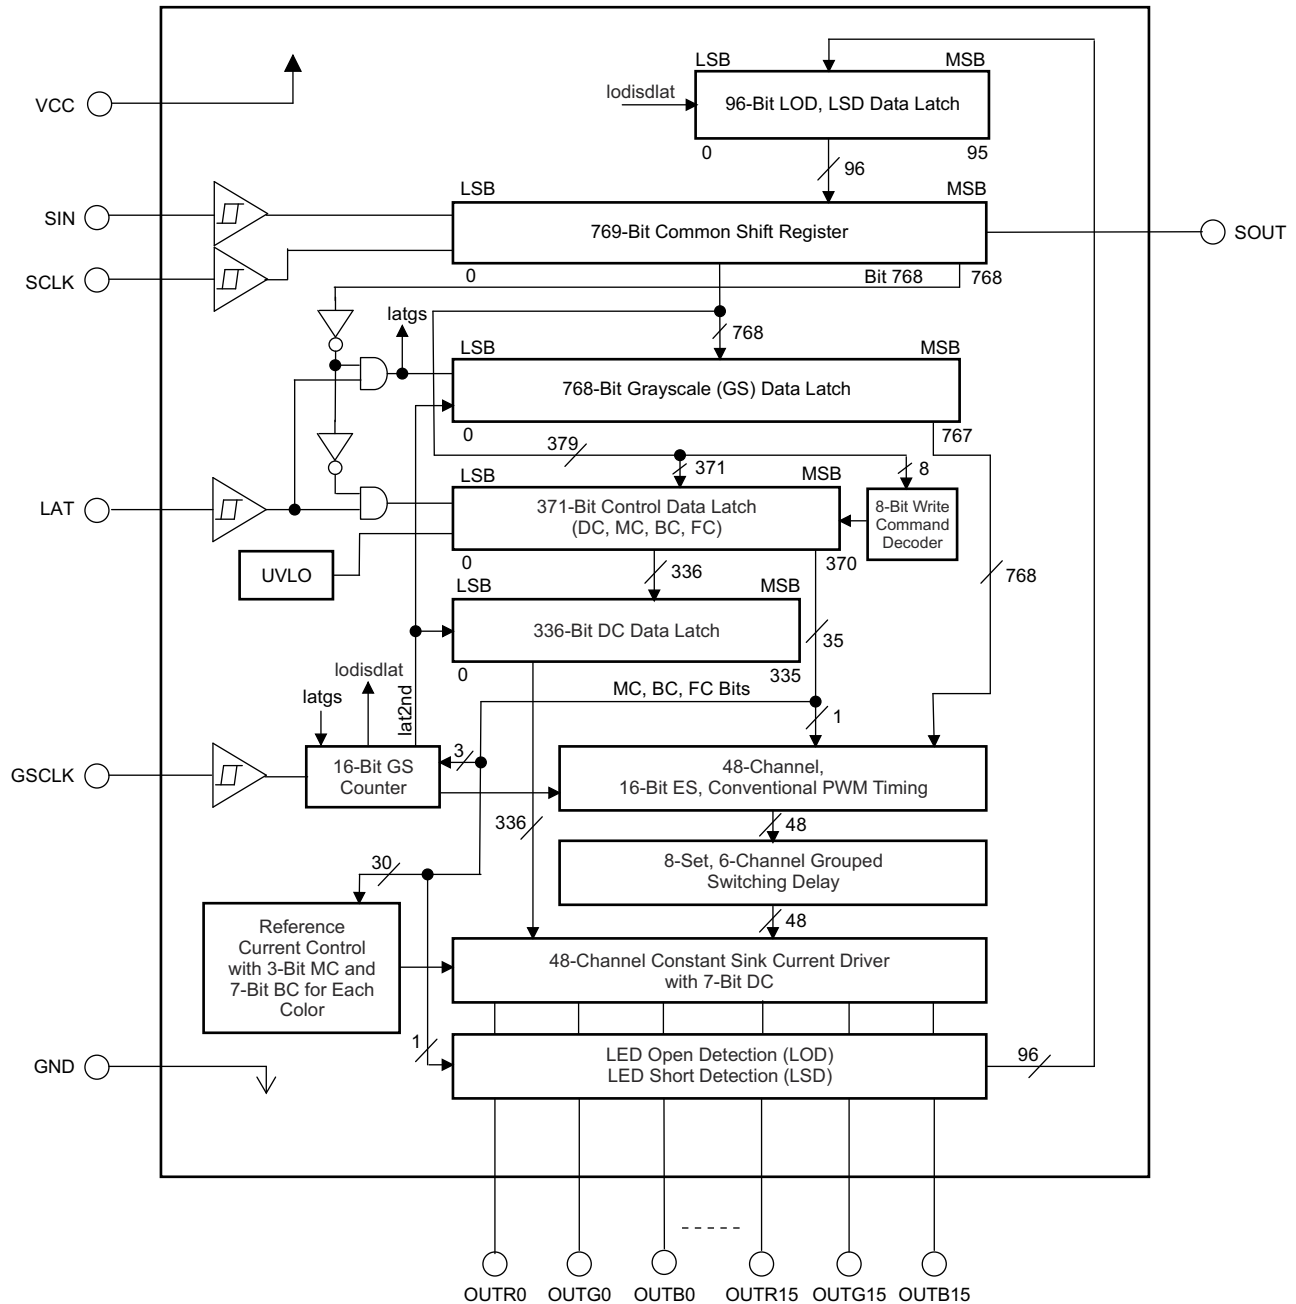 LSB MSB
VCC
lodisdlat
96-Bit LOD, LSD Data Latch
0 95
96
LSB MSB
SIN
769-Bit Common Shift Register
SOUT
SCLK
0 Bit 768 768
latgs
768
LSB MSB
768-Bit Grayscale (GS) Data Latch
0 767
379
371
8
LSB MSB
LAT
371-Bit Control Data Latch
(DC, MC, BC, FC)
8-Bit Write
Command
Decoder
0 370
UVLO
336
768
LSB MSB
336-Bit DC Data Latch
35
0 335
lodisdlat
latgs
lat2nd
MC, BC, FC Bits
1
3
GSCLK
16-Bit GS
Counter
48-Channel,
16-Bit ES, Conventional PWM Timing
336
48
30
8-Set, 6-Channel Grouped
Switching Delay
48
Reference
Current Control
with 3-Bit MC and
7-Bit BC for Each
Color
48-Channel Constant Sink Current Driver
with 7-Bit DC
1
GND
LED Open Detection (LOD)
LED Short Detection (LSD)
96
OUTR0 OUTG0 OUTB0 OUTR15 OUTG15 OUTB15